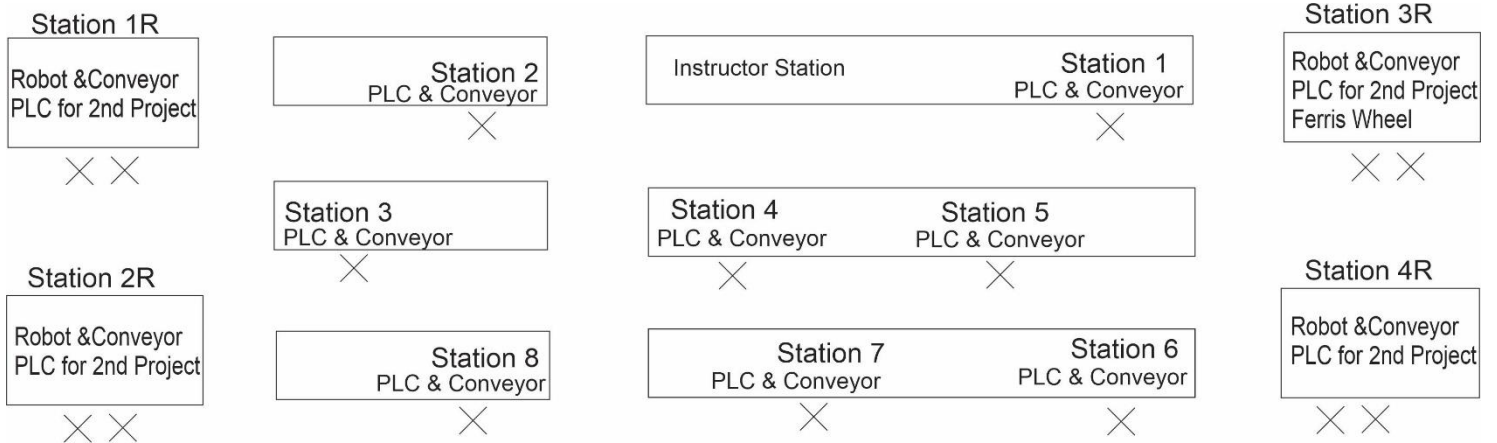 Station 1R
Robot &Conveyor
PLC for 2nd Project
Station 2
PLC & Conveyor
Instructor Station
Station 1
PLC & Conveyor
Station 3R
Robot &Conveyor
PLC for 2nd Project
Ferris Wheel
Station 3
PLC & Conveyor
Station 4
PLC & Conveyor
Station 5
PLC & Conveyor
Station 2R
Robot &Conveyor
PLC for 2nd Project
Station 8
PLC & Conveyor
Station 7
PLC & Conveyor
Station 6
PLC & Conveyor
Station 4R
Robot &Conveyor
PLC for 2nd Project